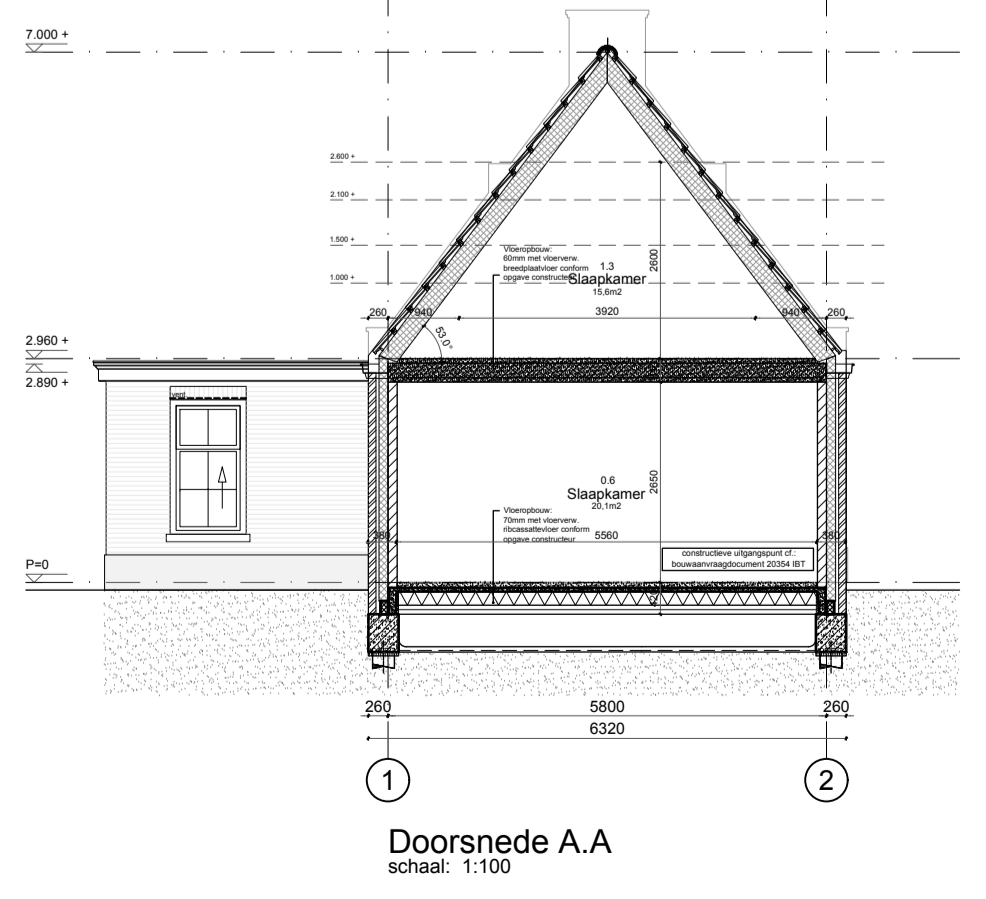 7.000 +
2.600 +
2.100 +
1.500 +
1.000 +
Vloeropbouw:
60mm met vloerverw.
breedplaatvloer conform
opgave constructeur
1.3
Slaapkamer
15,6m2
2600
260
940
3920
940
260
53.0°
2.960 +
2.890 +
vent
0.6
Slaapkamer
20,1m2
2650
Vloeropbouw:
70mm met vloerverw.
ribcassattevloer conform
opgave constructeur
380
5560
380
constructieve uitgangspunt cf.:
bouwaanvraagdocument 20354 IBT
P=0
260
5800
260
6320
1
2
Doorsnede A.A
schaal: 1:100